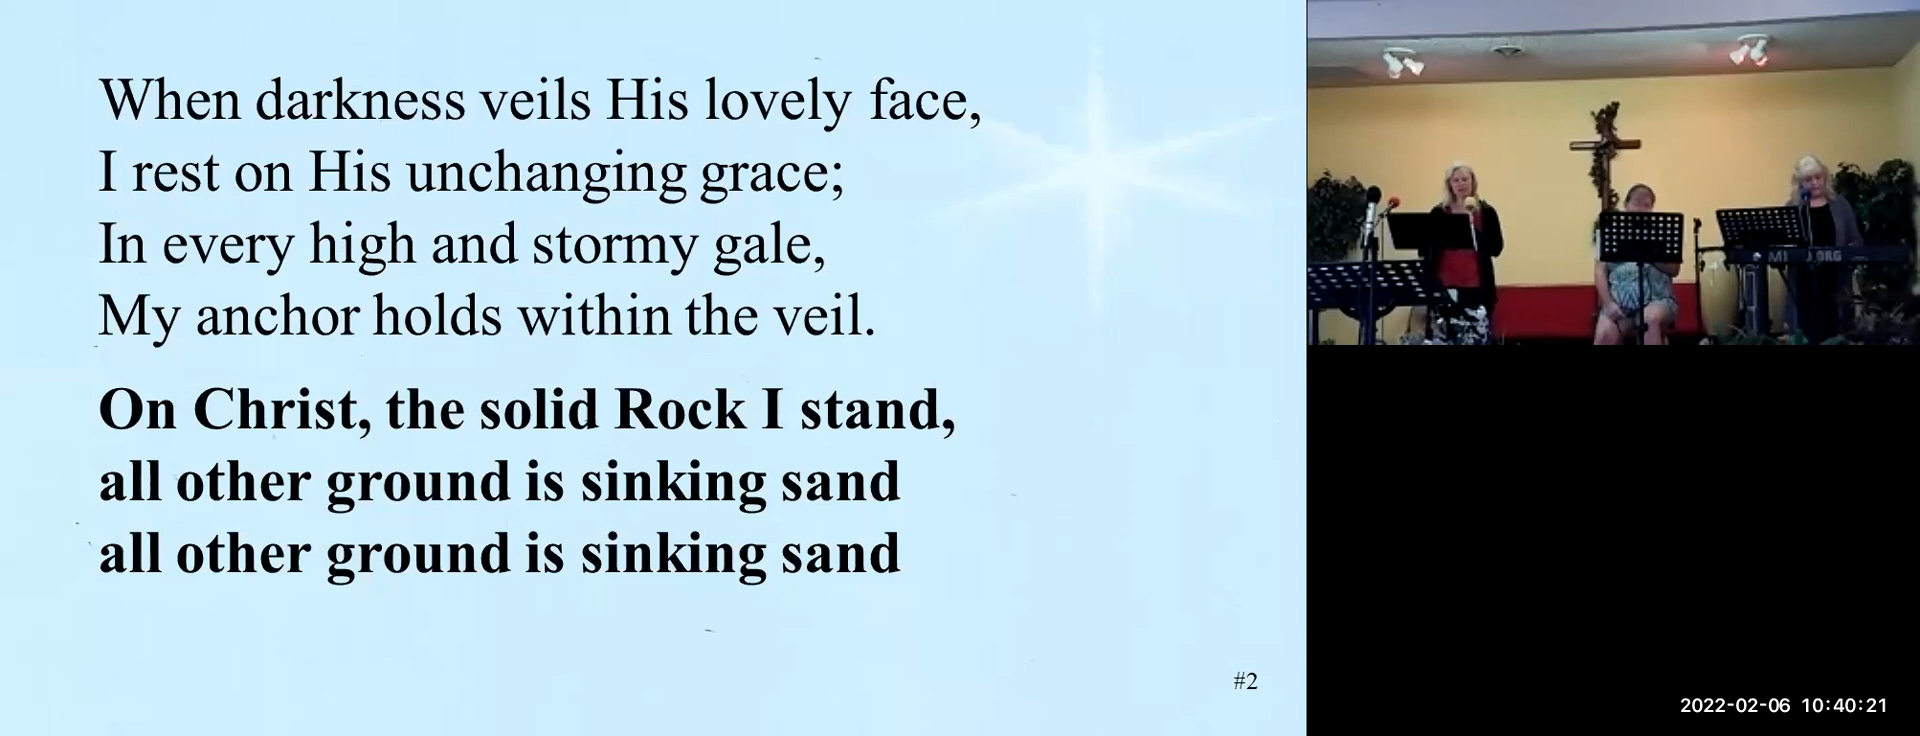 When darkness veils His lovely face,
I rest on His unchanging grace;
In every high and stormy gale,
My anchor holds within the veil.
On Christ, the solid Rock I stand,
all other ground is sinking sand
all other ground is sinking sand
#2
2022-02-06 10:40:21